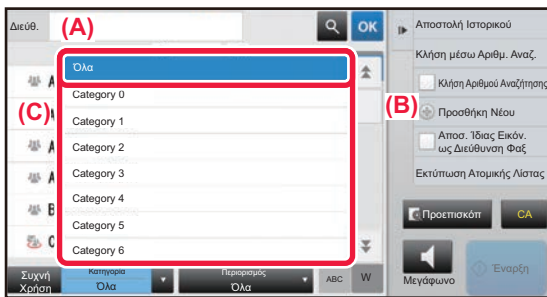 Διεύθ.
(A)
OK
Όλα
Category 0
Category 1
Category 2
Category 3
Category 4
Category 5
Category 6
(C)
A
A
A
B
C
Συχνή
Χρήση
Κατηγορία
Όλα
Περιορισμός
Όλα
ABC
W
(B)
Αποστολή Ιστορικού
Κλήση μέσω Αριθμ. Αναζ.
Κλήση Αριθμού Αναζήτησης
Προσθήκη Νέου
Αποσ. Ίδιας Εικόν.
ως Διεύθυνση Φαξ
Εκτύπωση Ατομικής Λίστας
Προεπισκόπ
CA
Μεγάφωνο
Έναρξη